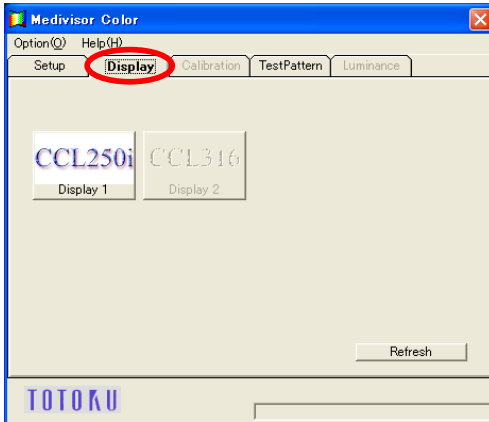 Medivisor Color
Option(O) Help(H)
Setup Display Calibration TestPattern Luminance
CCL250i CCL316
Display 1 Display 2
Refresh
TOTOKU